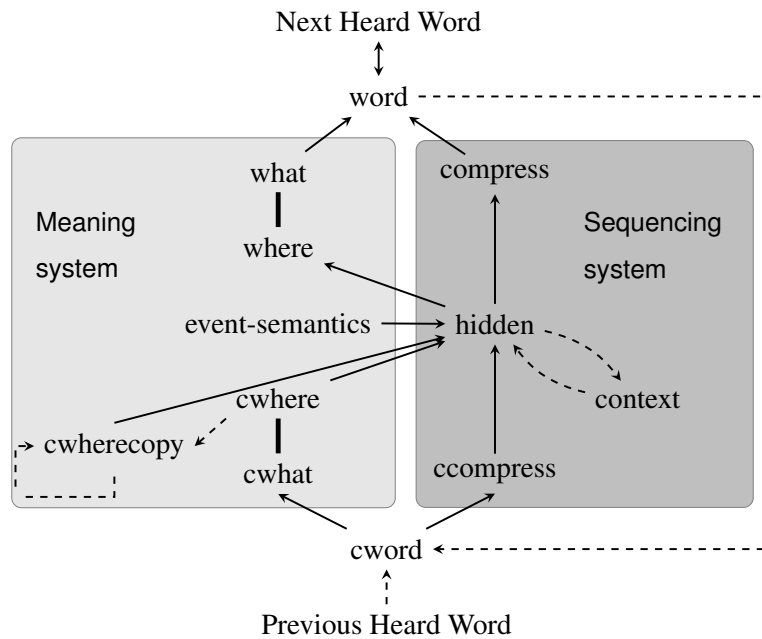 Next Heard Word
word
what
compress
Meaning
system
Sequencing
system
where
event-semantics
hidden
cwhere
context
cwherecopy
cwhat
ccompress
cword
Previous Heard Word